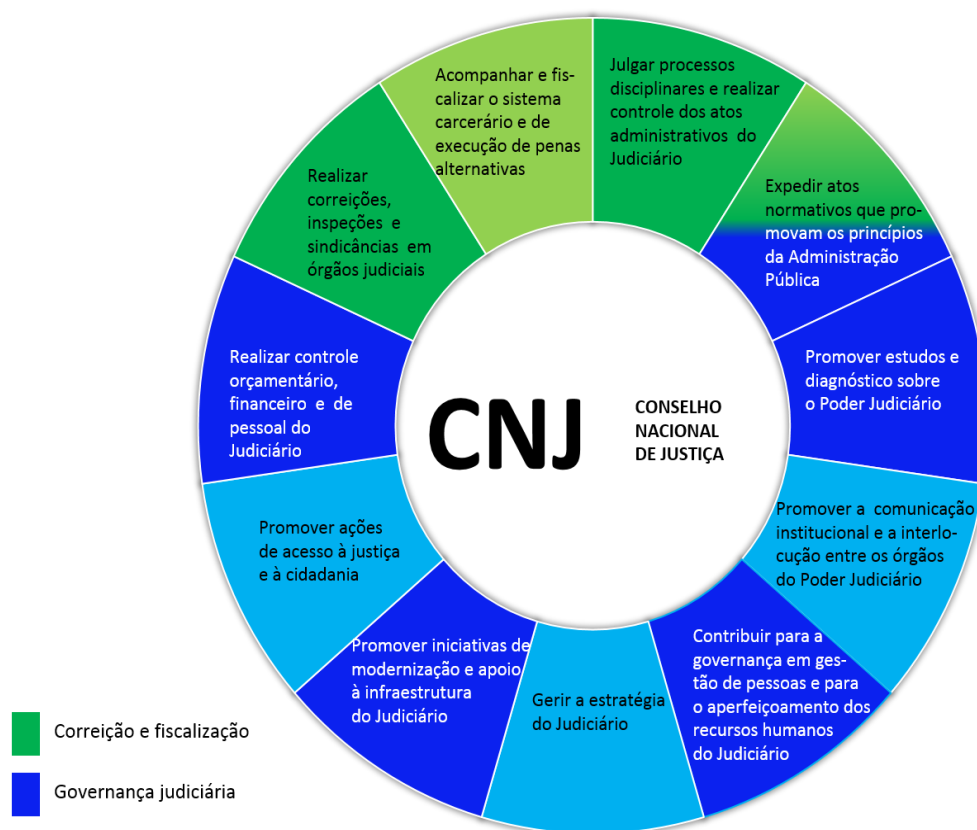 Acompanhar e fis-
calizar o sistema
carcerário e de
execução de penas
alternativas
Julgar processos
disciplinares e realizar
controle dos atos
administrativos do
Judiciário
Expedir atos
normativos que pro-
movam os princípios
da Administração
Pública
Promover estudos e
diagnóstico sobre
o Poder Judiciário
Promover a comunicação
institucional e a interlo-
cução entre os órgãos
do Poder Judiciário
Contribuir para a
governança em ges-
tão de pessoas e para
o aperfeiçoamento dos
recursos humanos
do Judiciário
Gerir a estratégia
do Judiciário
Promover iniciativas de
modernização e apoio
à infraestrutura
do Judiciário
Promover ações
de acesso à justiça
e à cidadania
Realizar controle
orçamentário,
financeiro e de
pessoal do
Judiciário
Realizar
correições,
inspeções e
sindicâncias em
órgãos judiciais
CNJ
CONSELHO
NACIONAL
DE JUSTIÇA
Correição e fiscalização
Governança judiciária